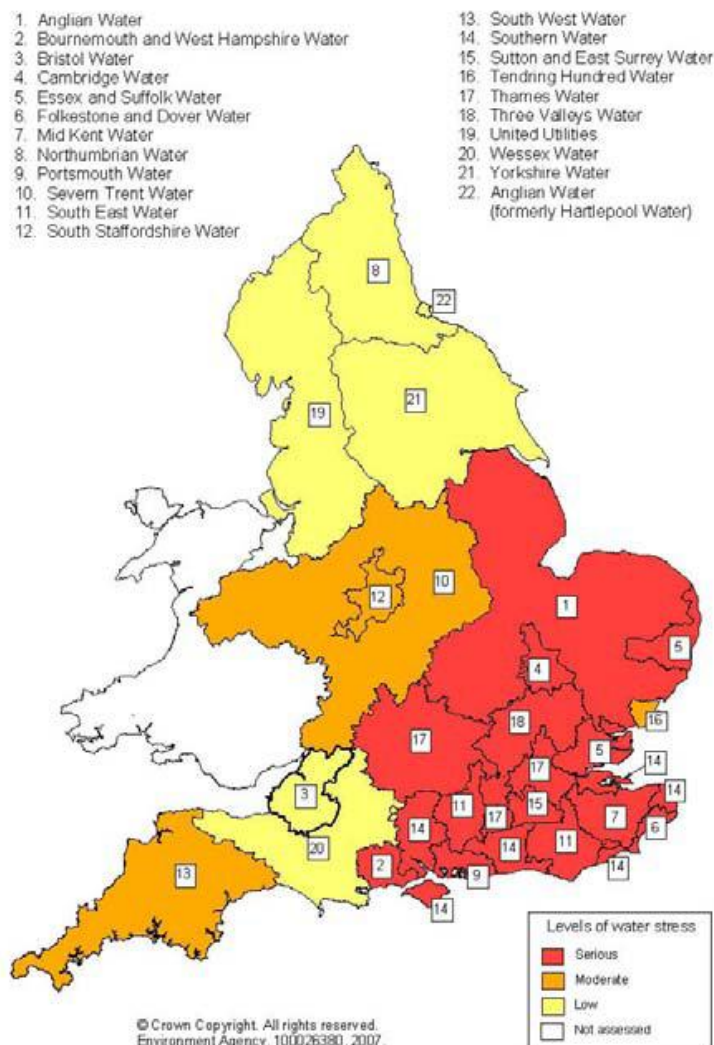 1. Anglian Water
2. Bournemouth and West Hampshire Water
3. Bristol Water
4. Cambridge Water
5. Essex and Suffolk Water
6. Folkestone and Dover Water
7. Mid Kent Water
8. Northumbrian Water
9. Portsmouth Water
10. Severn Trent Water
11. South East Water
12. South Staffordshire Water
13. South West Water
14. Southern Water
15. Sutton and East Surrey Water
16. Tendring Hundred Water
17. Thames Water
18. Three Valleys Water
19. United Utilities
20. Wessex Water
21. Yorkshire Water
22. Anglian Water
(formerly Hartlepool Water)
8
22
21
19
10
12
1
5
4
16
18
17
5
14
17
14
3
11
15
7
17
6
14
14
11
20
2
9
14
13
14
Levels of water stress
Serious
Moderate
Low
Not assessed
© Crown Copyright. All rights reserved.
Environment Agency, 100026380, 2007.